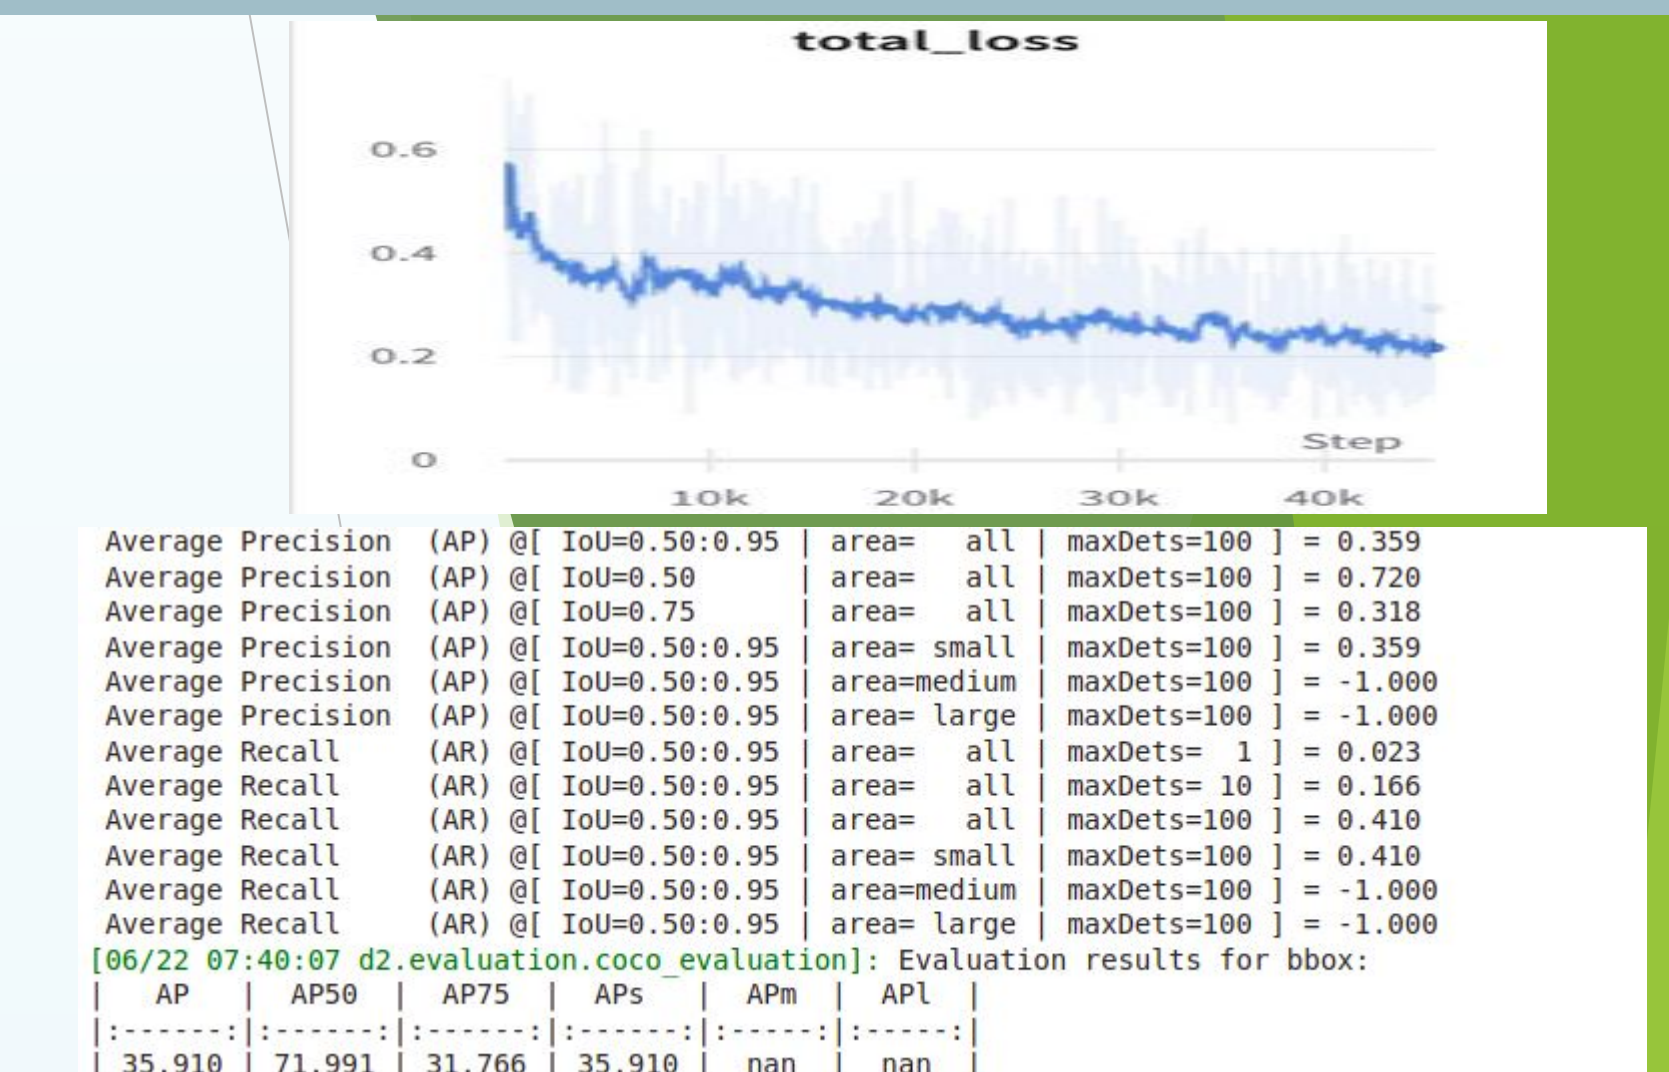 total_loss
0.6
0.4
0.2
0
Step
10k 20k 30k 40k
Average Precision (AP) @[ IoU=0.50:0.95 | area= all | maxDets=100 ] = 0.359
Average Precision (AP) @[ IoU=0.50 | area= all | maxDets=100 ] = 0.720
Average Precision (AP) @[ IoU=0.75 | area= all | maxDets=100 ] = 0.318
Average Precision (AP) @[ IoU=0.50:0.95 | area= small | maxDets=100 ] = 0.359
Average Precision (AP) @[ IoU=0.50:0.95 | area=medium | maxDets=100 ] = -1.000
Average Precision (AP) @[ IoU=0.50:0.95 | area= large | maxDets=100 ] = -1.000
Average Recall (AR) @[ IoU=0.50:0.95 | area= all | maxDets= 1 ] = 0.023
Average Recall (AR) @[ IoU=0.50:0.95 | area= all | maxDets= 10 ] = 0.166
Average Recall (AR) @[ IoU=0.50:0.95 | area= all | maxDets=100 ] = 0.410
Average Recall (AR) @[ IoU=0.50:0.95 | area= small | maxDets=100 ] = 0.410
Average Recall (AR) @[ IoU=0.50:0.95 | area=medium | maxDets=100 ] = -1.000
Average Recall (AR) @[ IoU=0.50:0.95 | area= large | maxDets=100 ] = -1.000
[06/22 07:40:07 d2.evaluation.coco_evaluation]: Evaluation results for bbox:
| AP | AP50 | AP75 | APs | APm | APl |
|:------:|:------:|:------:|:------:|:-----:|:-----:|
| 35.910 | 71.991 | 31.766 | 35.910 | nan | nan |